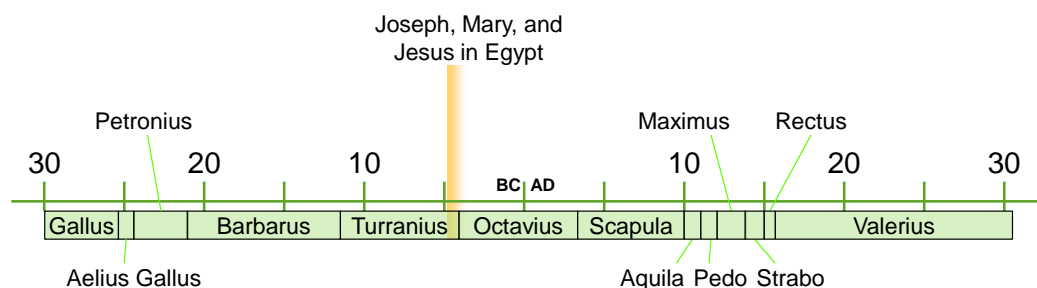 Joseph, Mary, and
Jesus in Egypt
Petronius Maximus Rectus
30 20 10 BC AD 10 20 30
Gallus Barbarus Turranius Octavius Scapula Valerius
Aelius Gallus Aquila Pedo Strabo